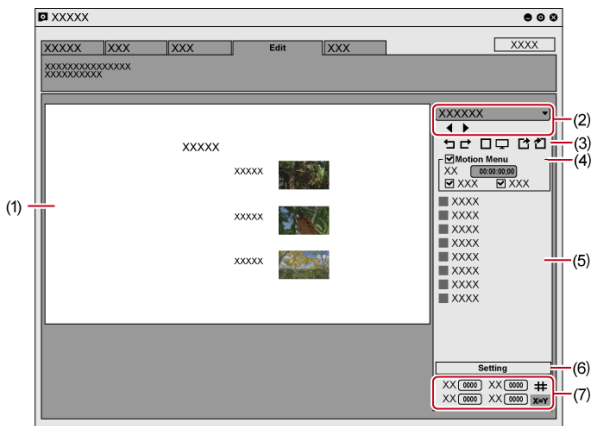 XXXXX
XXXXX XXX XXX Edit XXX XXXX
XXXXXXXXXXXXXXX
XXXXXXXXXX
XXXXXX
(2)
(3)
XXXXX
Motion Menu
(4)
XX 00:00:00;00
XXX XXX
XXXXX
(1)
XXXX
XXXX
XXXXX
XXXX
XXXX
XXXX
XXXXX
XXXX
(5)
XXXX
XXXX
Setting
(6)
XX 0000 XX 0000
XX 0000 XX 0000 X=Y
(7)